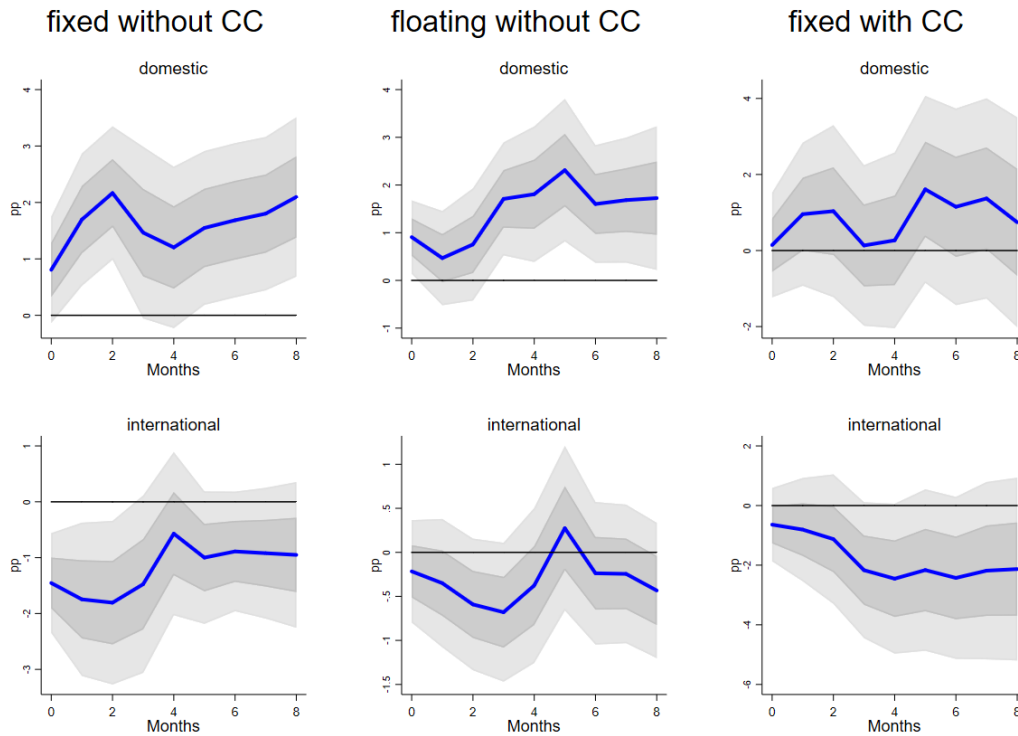 fixed without CC
floating without CC
fixed with CC
domestic
domestic
domestic
pp
4
3
2
1
0
0 2 4 6 8
Months
pp
4
3
2
1
0
-1
0 2 4 6 8
Months
pp
4
2
0
-2
0 2 4 6 8
Months
international
international
international
pp
1
0
-1
-2
-3
0 2 4 6 8
Months
pp
1
.5
0
-.5
-1
-1.5
0 2 4 6 8
Months
pp
2
0
-2
-4
-6
0 2 4 6 8
Months